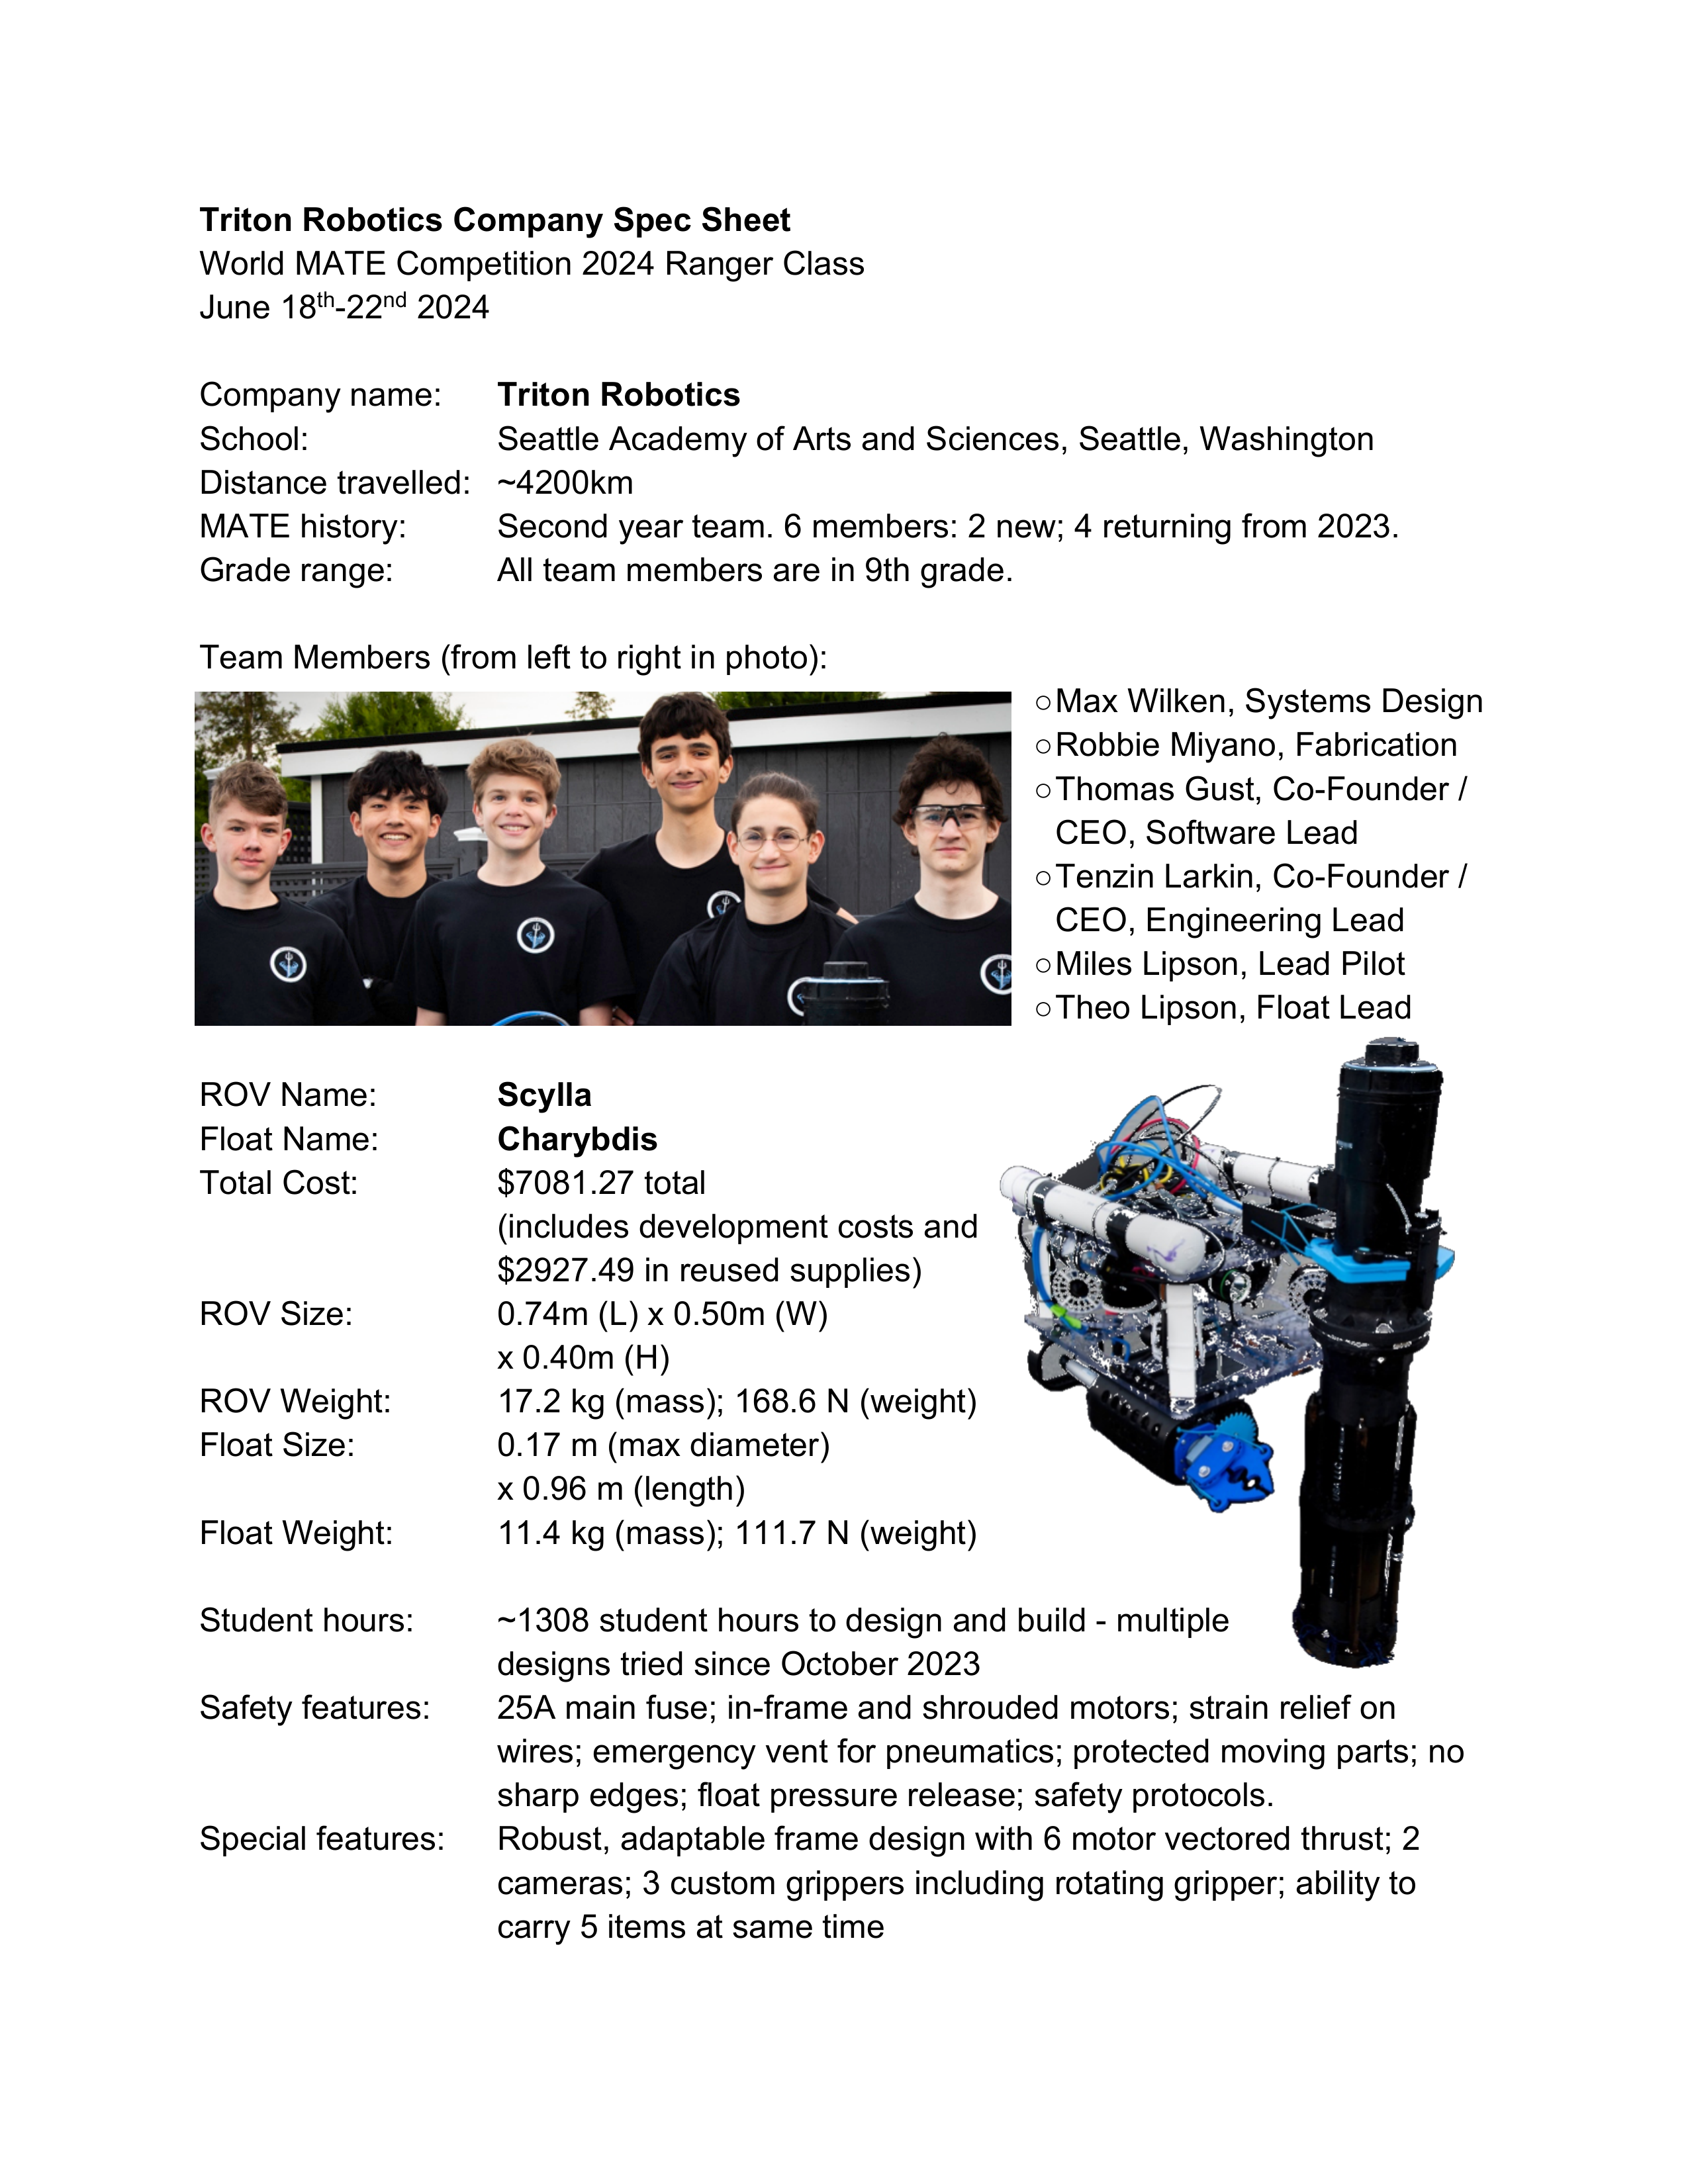 Triton Robotics Company Spec Sheet
World MATE Competition 2024 Ranger Class
June 18th-22nd 2024
Company name: Triton Robotics
School: Seattle Academy of Arts and Sciences, Seattle, Washington
Distance travelled: ~4200km
MATE history: Second year team. 6 members: 2 new; 4 returning from 2023.
Grade range: All team members are in 9th grade.
Team Members (from left to right in photo):
○Max Wilken, Systems Design
○Robbie Miyano, Fabrication
○Thomas Gust, Co-Founder /
CEO, Software Lead
○Tenzin Larkin, Co-Founder /
CEO, Engineering Lead
○Miles Lipson, Lead Pilot
○Theo Lipson, Float Lead
ROV Name: Scylla
Float Name: Charybdis
Total Cost: $7081.27 total
(includes development costs and
$2927.49 in reused supplies)
ROV Size: 0.74m (L) x 0.50m (W)
x 0.40m (H)
ROV Weight: 17.2 kg (mass); 168.6 N (weight)
Float Size: 0.17 m (max diameter)
x 0.96 m (length)
Float Weight: 11.4 kg (mass); 111.7 N (weight)
Student hours: ~1308 student hours to design and build - multiple
designs tried since October 2023
Safety features: 25A main fuse; in-frame and shrouded motors; strain relief on
wires; emergency vent for pneumatics; protected moving parts; no
sharp edges; float pressure release; safety protocols.
Special features: Robust, adaptable frame design with 6 motor vectored thrust; 2
cameras; 3 custom grippers including rotating gripper; ability to
carry 5 items at same time